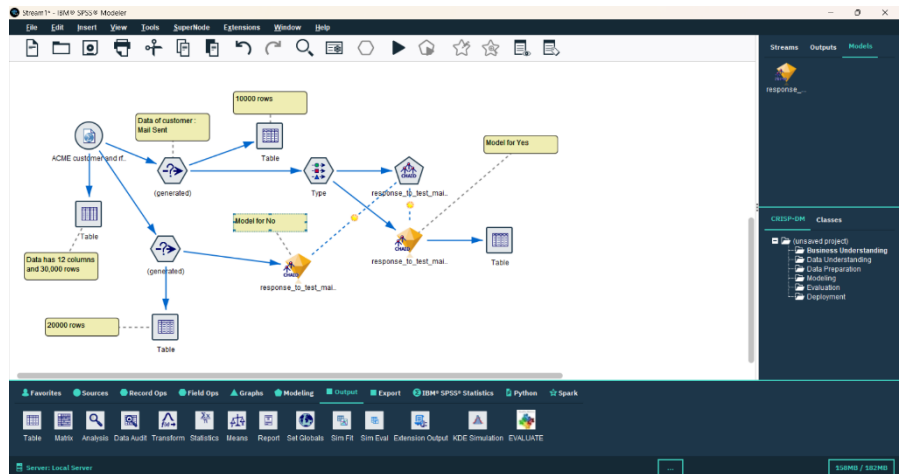 Stream1* - IBM® SPSS® Modeler
File Edit Insert View Tools SuperNode Extensions Window Help
Streams Outputs Models
response_...
10000 rows
Data of customer :
Mail Sent
Model for Yes
ACME customer and rf..
Table
(generated)
Type
CHAID
response_to_test_mai..
Table
Model for No
CHAID
response_to_test_mai..
Table
Data has 12 columns
and 30,000 rows
(generated)
CHAID
response_to_test_mai..
20000 rows
Table
CRISP-DM Classes
(unsaved project)
Business Understanding
Data Understanding
Data Preparation
Modeling
Evaluation
Deployment
Favorites Sources Record Ops Field Ops Graphs Modeling Output Export IBM® SPSS® Statistics Python Spark
Table Matrix Analysis Data Audit Transform Statistics Means Report Set Globals Sim Fit Sim Eval Extension Output KDE Simulation EVALUATE
Server: Local Server
...
158MB / 182MB